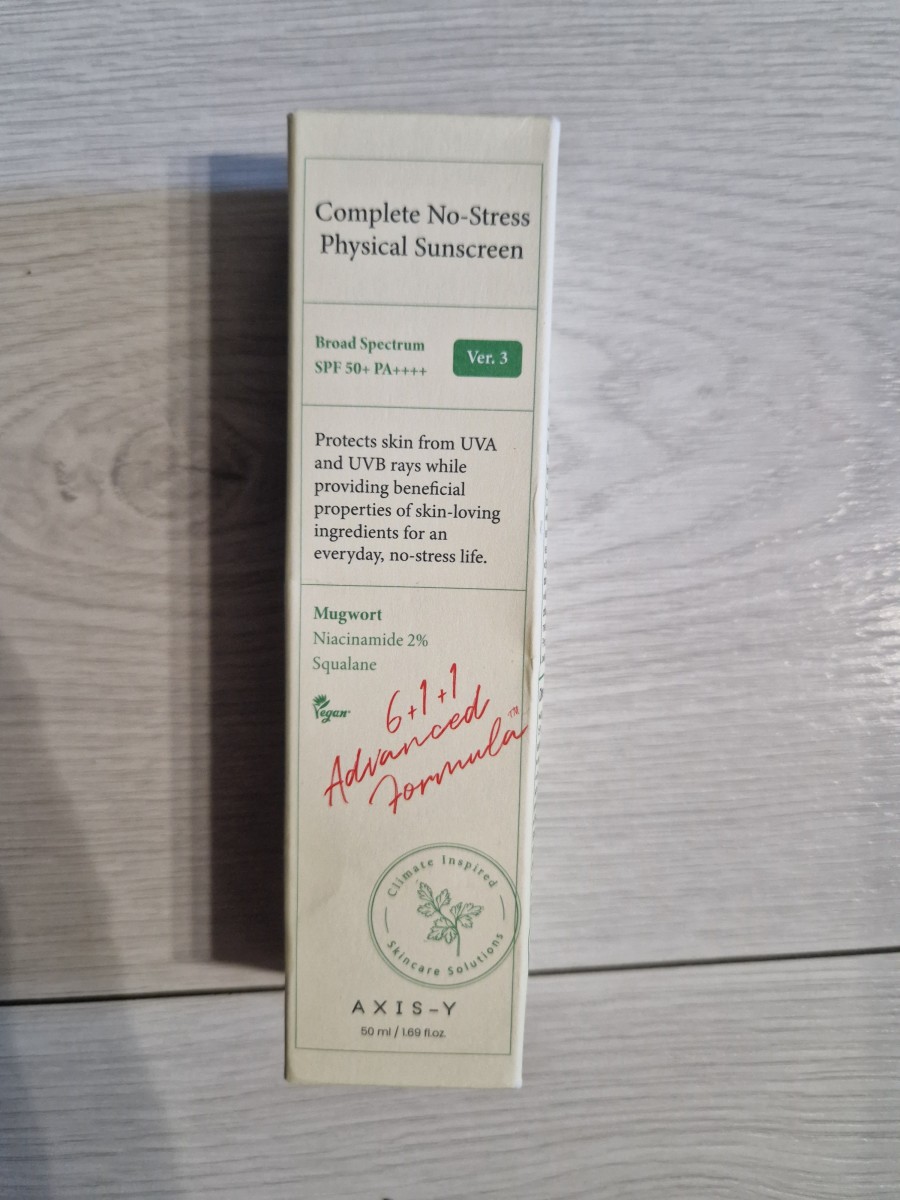 Complete No-Stress
Physical Sunscreen
Broad Spectrum
SPF 50+ PA++++
Ver. 3
Protects skin from UVA
and UVB rays while
providing beneficial
properties of skin-loving
ingredients for an
everyday, no-stress life.
Mugwort
Niacinamide 2%
Squalane
Vegan
6+1+1
Advanced
Formula™
Climate Inspired
Skincare Solutions
AXIS-Y
50 ml / 1.69 fl.oz.